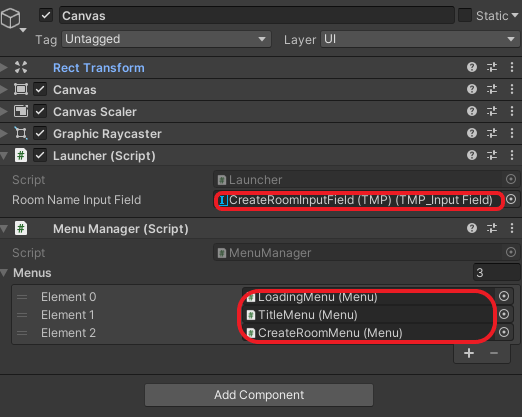 Canvas
Static
Tag Untagged Layer UI
Rect Transform
Canvas
Canvas Scaler
Graphic Raycaster
# Launcher (Script)
Script # Launcher
Room Name Input Field CreateRoomInputField (TMP) (TMP_Input Field)
# Menu Manager (Script)
Script # MenuManager
Menus 3
Element 0 # LoadingMenu (Menu)
Element 1 # TitleMenu (Menu)
Element 2 # CreateRoomMenu (Menu)
+ −
Add Component